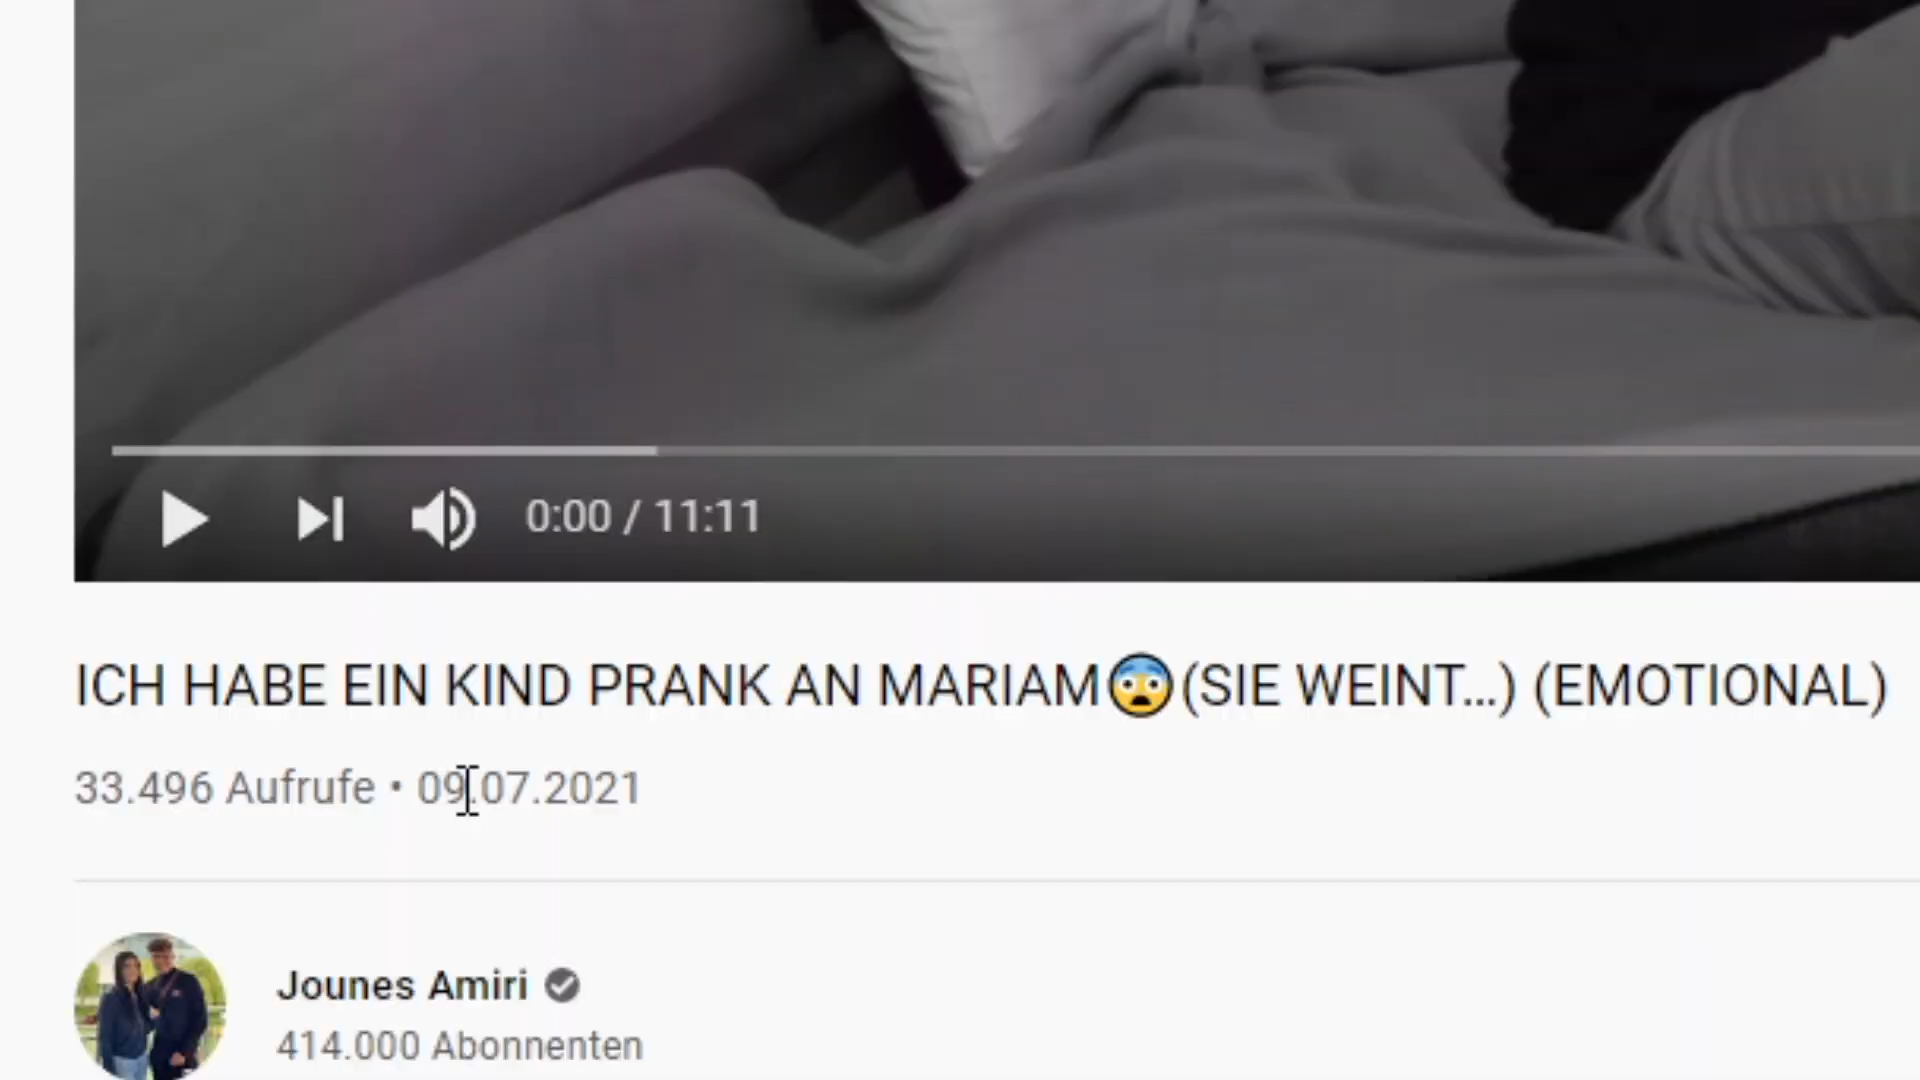 0:00 / 11:11
ICH HABE EIN KIND PRANK AN MARIAM😨(SIE WEINT...) (EMOTIONAL)
33.496 Aufrufe • 09.07.2021
Jounes Amiri
414.000 Abonnenten